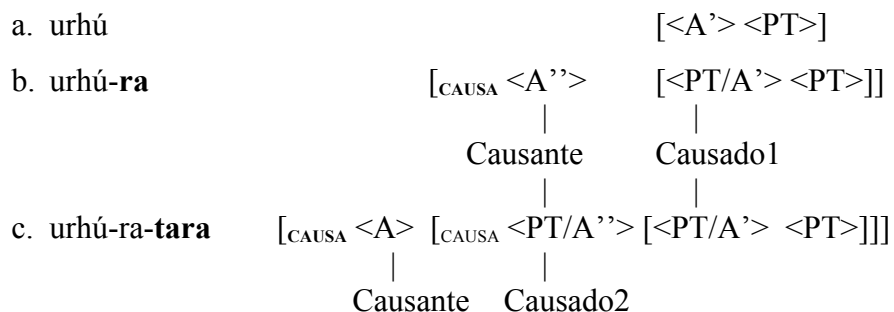 a. urhú [<A’> <PT>]
b. urhú-ra [CAUSA <A’’> [<PT/A’> <PT>]]
| |
Causante Causado1
| |
c. urhú-ra-tara [CAUSA <A> [CAUSA <PT/A’’> [<PT/A’> <PT>]]]
| |
Causante Causado2